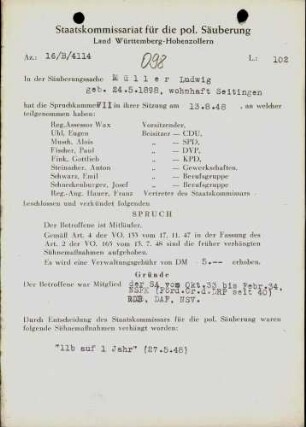 Staatskommissariat für die pol. Säuberung
Land Württemberg-Hohenzollern
Az.: 16/B/4114
098
L.: 102
In der Säuberungssache Müller Ludwig
geb. 24.5.1898, wohnhaft Seitingen
hat die Spruchkammer VII in ihrer Sitzung am 13.8.48, an welcher
teilgenommen haben:
Reg.Assessor Wax Vorsitzender,
Uhl, Eugen Beisitzer – CDU,
Musik, Alois „ – SPD,
Fischer, Paul „ – DVP,
Fink, Gottlieb „ – KPD,
Steinacher, Anton „ – Gewerkschaften,
Schwarz, Emil „ – Berufsgruppe
Schneckenburger, Josef „ – Berufsgruppe
Reg.-Ang. Hauer, Franz Vertreter des Staatskommissars
beschlossen und verkündet folgenden
SPRUCH
Der Betroffene ist Mitläufer.
Gemäß Art. 4 der VO. 133 vom 17. 11. 47 in der Fassung des
Art. 2 der VO. 165 vom 13. 7. 48 sind die früher verhängten
Sühnemaßnahmen aufgehoben.
Es wird eine Verwaltungsgebühr von DM 5.-- erhoben.
Gründe
Der Betroffene war Mitglied der SA vom Okt.33 bis Febr.34.
NSFK (Förd.Gr.d.DRP seit 40)
RDB, DAF, NSV.
Durch Entscheidung des Staatskommissars für die pol. Säuberung waren
folgende Sühnemaßnahmen verhängt worden:
"11b auf 1 Jahr" (27.5.48)